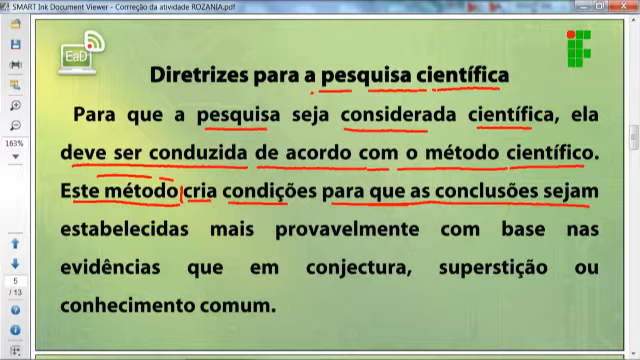 SMART Ink Document Viewer - Corrreção da atividade ROZANIA.pdf
EaD
Diretrizes para a pesquisa científica
Para que a pesquisa seja considerada científica, ela
deve ser conduzida de acordo com o método científico.
Este método cria condições para que as conclusões sejam
estabelecidas mais provavelmente com base nas
evidências que em conjectura, superstição ou
conhecimento comum.
163%
5
/ 13